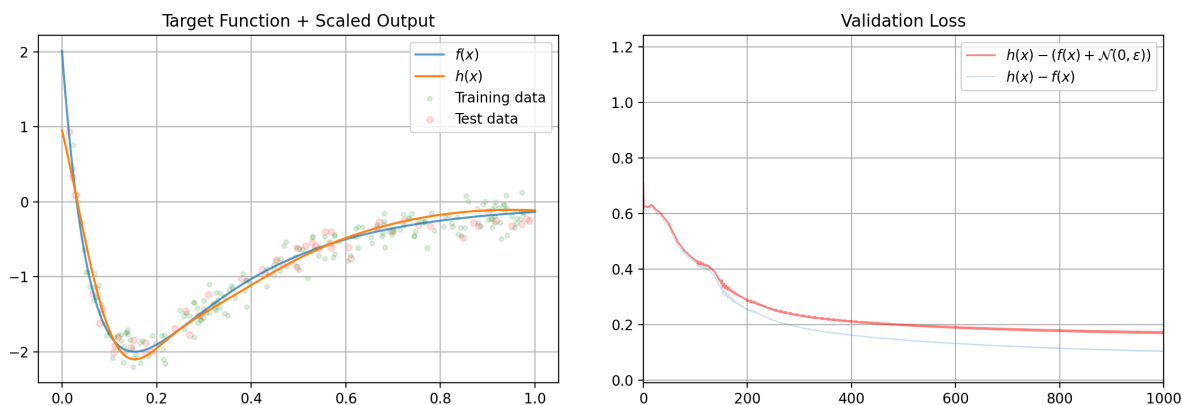 Target Function + Scaled Output
2
1
0
−1
−2
0.0 0.2 0.4 0.6 0.8 1.0
f(x)
h(x)
Training data
Test data
Validation Loss
1.2
1.0
0.8
0.6
0.4
0.2
0.0
0 200 400 600 800 1000
h(x) − (f(x) + 𝒩(0, ε))
h(x) − f(x)